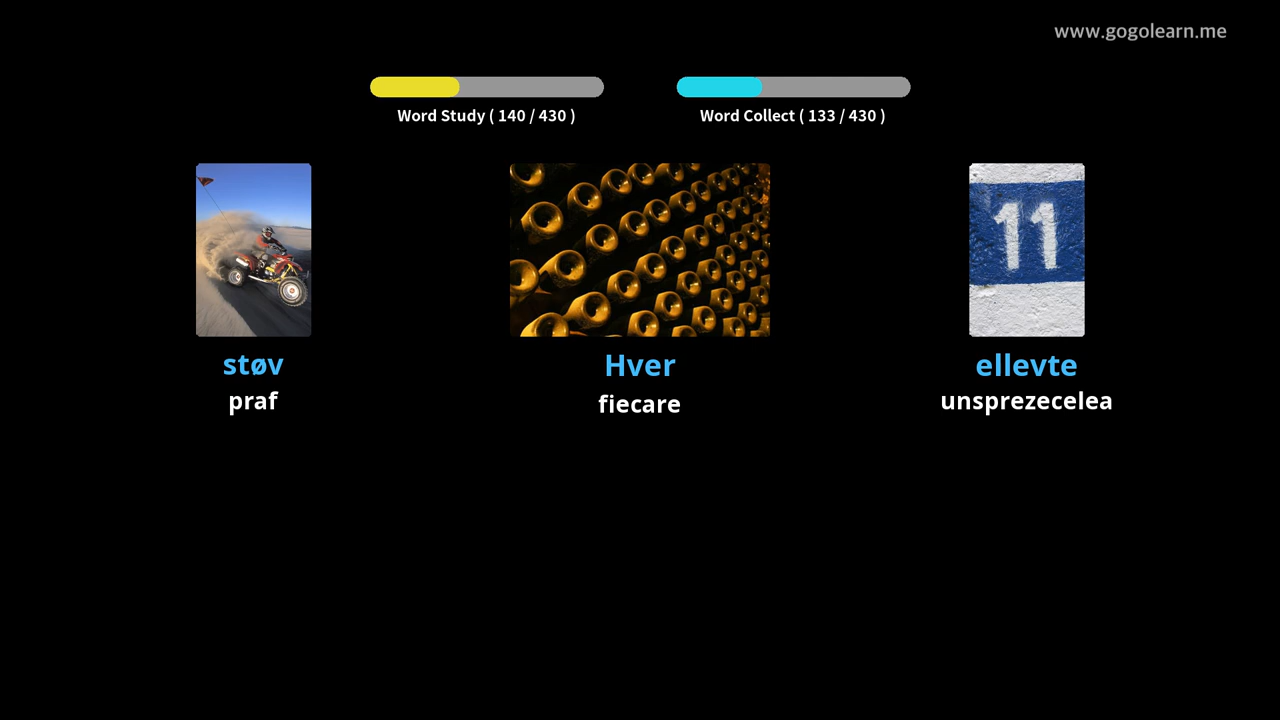 www.gogolearn.me
Word Study ( 140 / 430 )
Word Collect ( 133 / 430 )
11
støv
Hver
ellevte
praf
fiecare
unsprezecelea